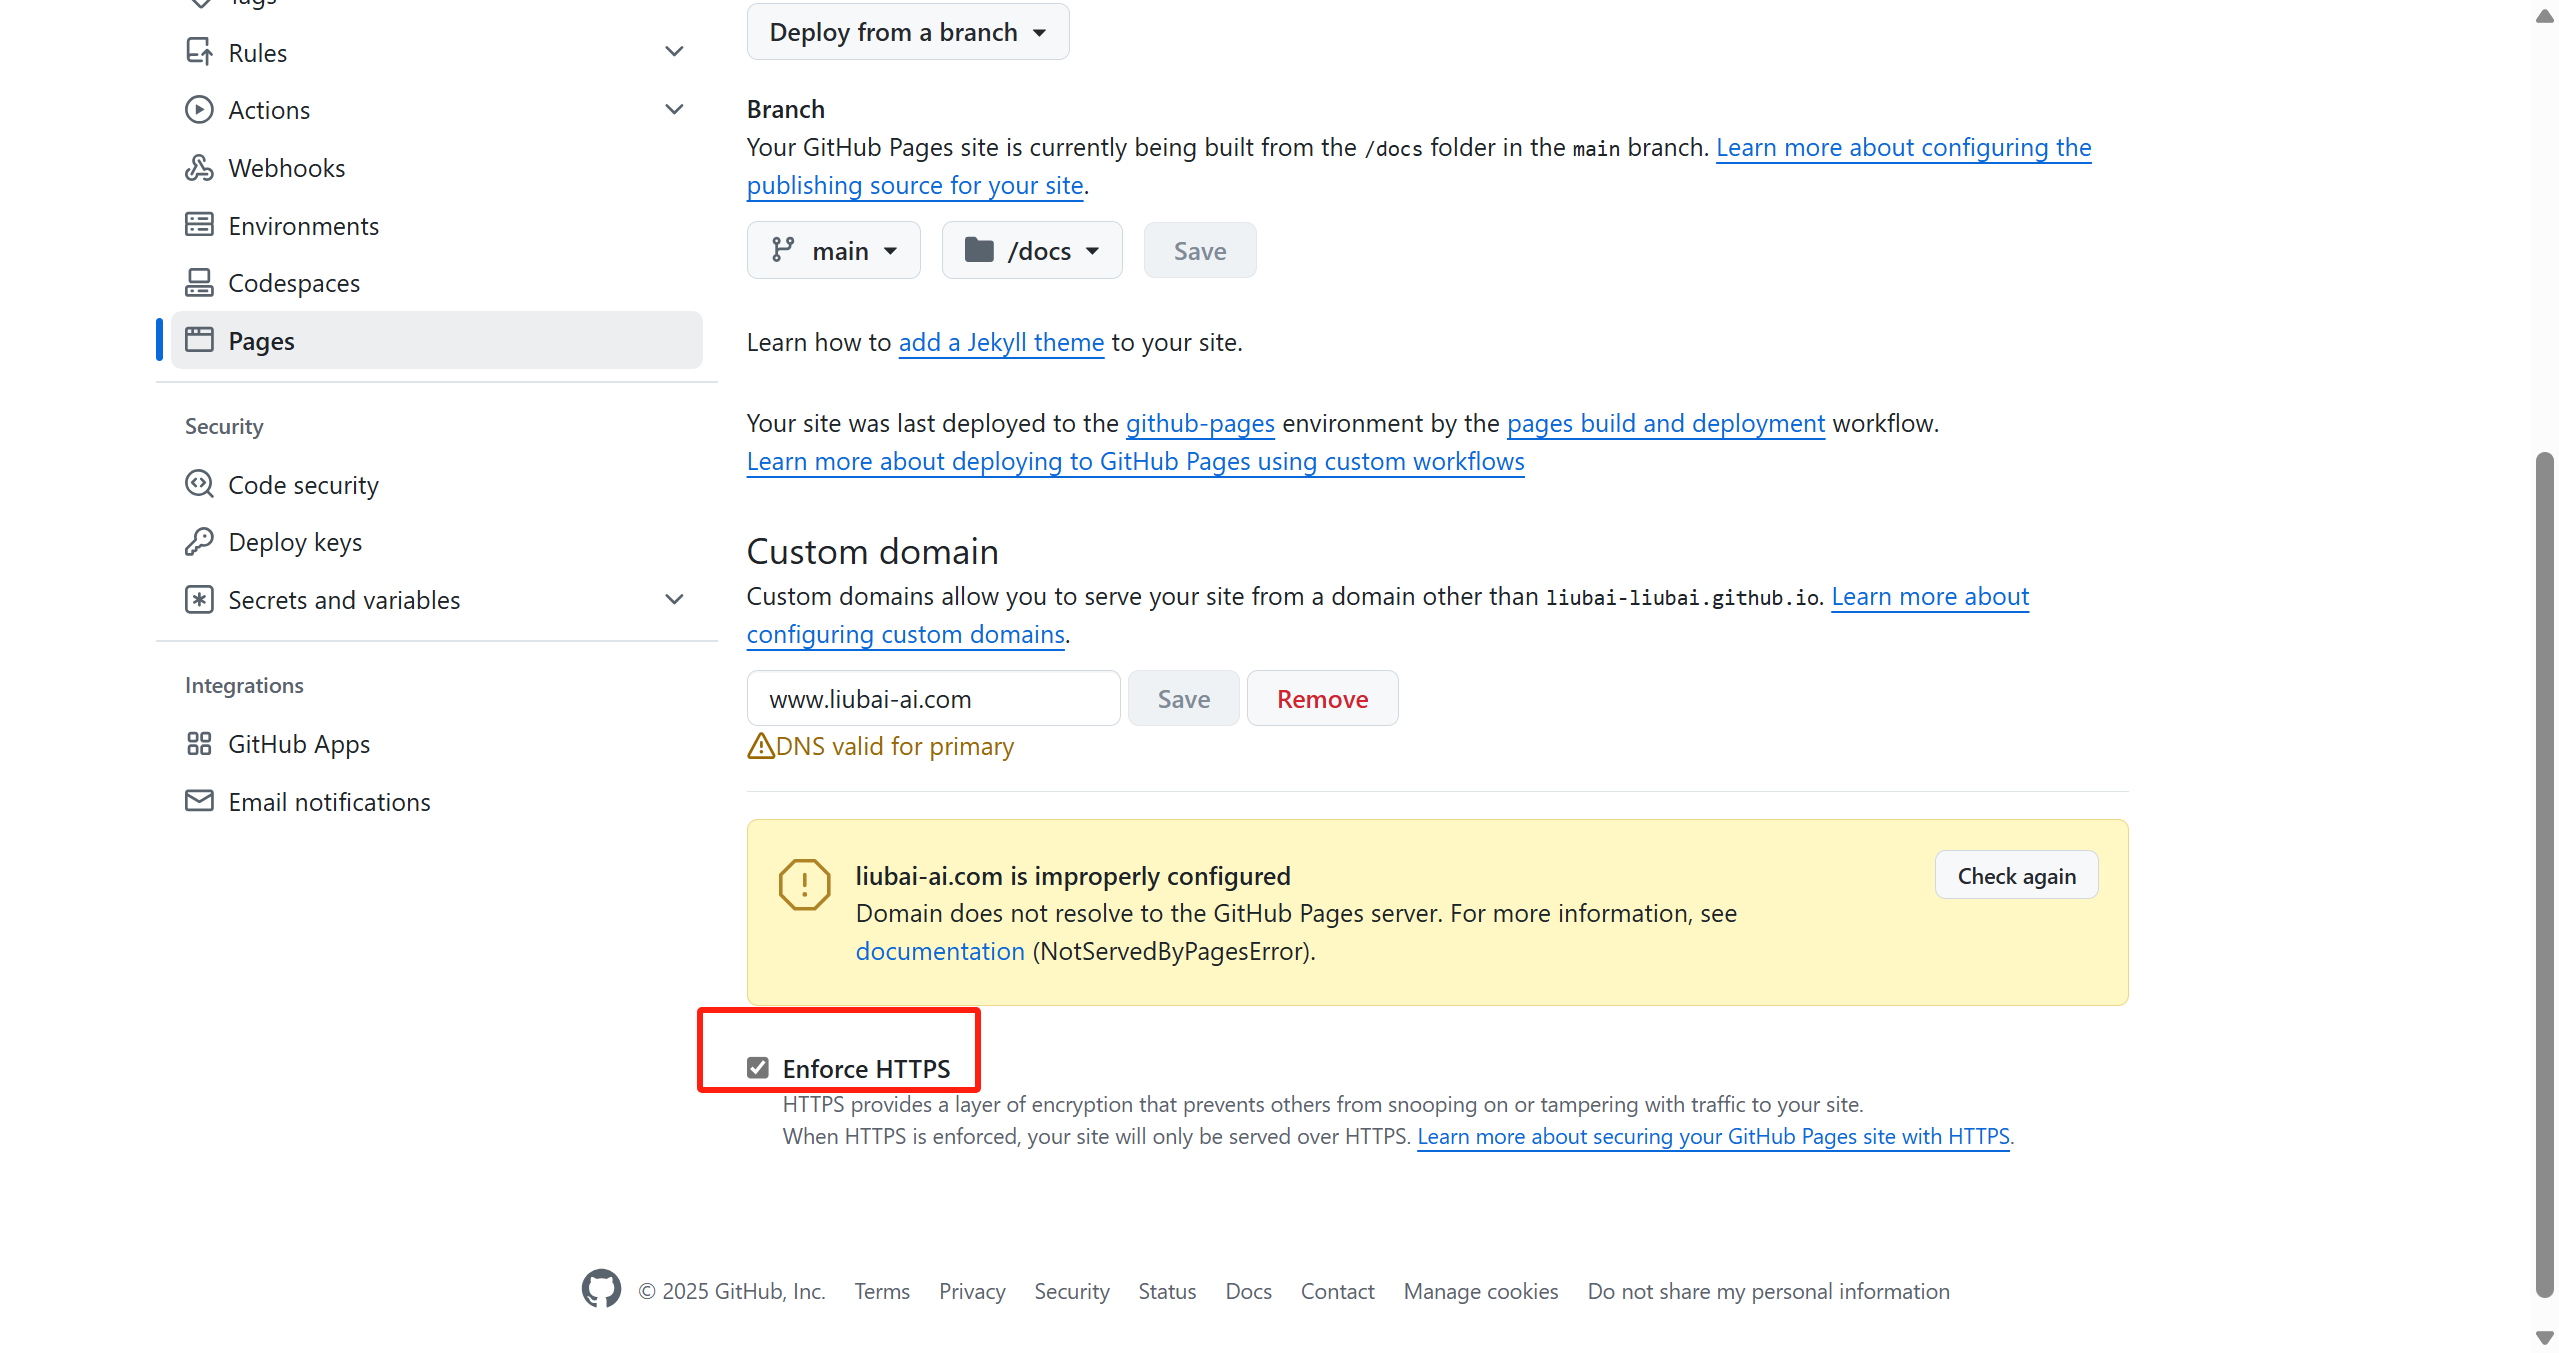 Tags
Rules
Actions
Webhooks
Environments
Codespaces
Pages
Security
Code security
Deploy keys
Secrets and variables
Integrations
GitHub Apps
Email notifications
Deploy from a branch
Branch
Your GitHub Pages site is currently being built from the /docs folder in the main branch. Learn more about configuring the
publishing source for your site.
main /docs Save
Learn how to add a Jekyll theme to your site.
Your site was last deployed to the github-pages environment by the pages build and deployment workflow.
Learn more about deploying to GitHub Pages using custom workflows
Custom domain
Custom domains allow you to serve your site from a domain other than liubai-liubai.github.io. Learn more about
configuring custom domains.
www.liubai-ai.com Save Remove
DNS valid for primary
liubai-ai.com is improperly configured
Check again
Domain does not resolve to the GitHub Pages server. For more information, see
documentation (NotServedByPagesError).
Enforce HTTPS
HTTPS provides a layer of encryption that prevents others from snooping on or tampering with traffic to your site.
When HTTPS is enforced, your site will only be served over HTTPS. Learn more about securing your GitHub Pages site with HTTPS.
© 2025 GitHub, Inc. Terms Privacy Security Status Docs Contact Manage cookies Do not share my personal information